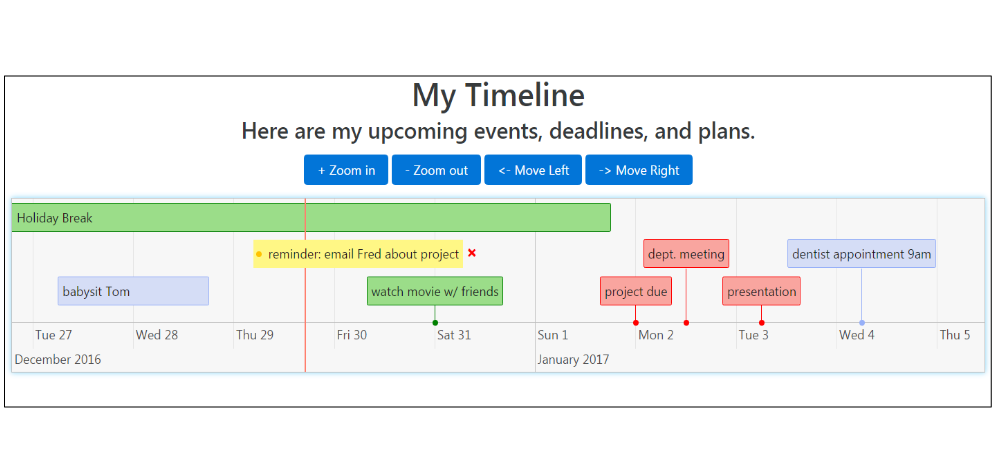 My Timeline
Here are my upcoming events, deadlines, and plans.
+ Zoom in - Zoom out <- Move Left -> Move Right
Holiday Break
reminder: email Fred about project ✖ dept. meeting dentist appointment 9am
babysit Tom watch movie w/ friends project due presentation
Tue 27 Wed 28 Thu 29 Fri 30 Sat 31 Sun 1 Mon 2 Tue 3 Wed 4 Thu 5
December 2016 January 2017